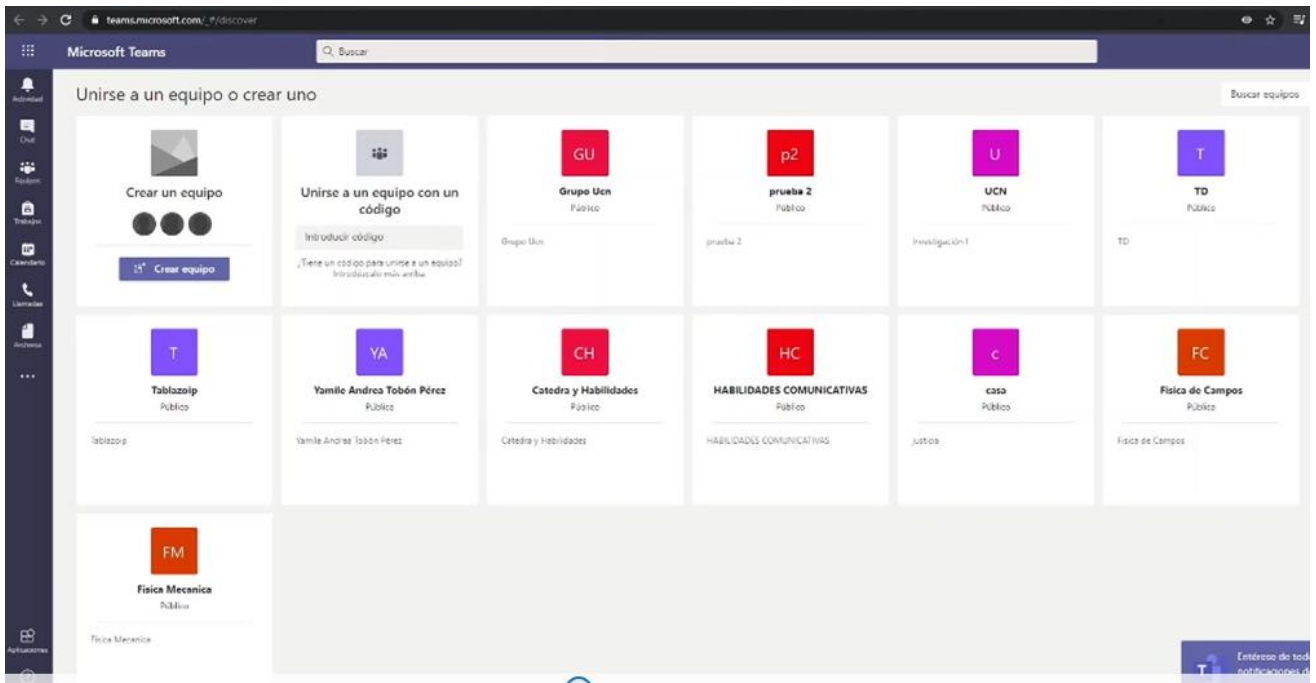 teams.microsoft.com/_#/discover
Microsoft Teams
Buscar
Actividad
Chat
Equipos
Trabajos
Calendario
Llamadas
Archivos
Aplicaciones
Unirse a un equipo o crear uno
Buscar equipos
Crear un equipo
Crear equipo
Unirse a un equipo con un
código
Introducir código
¿Tiene un código para unirse a un equipo?
Introdúzcalo más arriba.
GU
Grupo Ucn
Público
Grupo Ucn
p2
prueba 2
Público
prueba 2
U
UCN
Público
Investigación I
T
TD
Público
TD
T
Tablazoip
Público
Tablazoip
YA
Yamile Andrea Tobón Pérez
Público
Yamile Andrea Tobón Pérez
CH
Catedra y Habilidades
Público
Catedra y Habilidades
HC
HABILIDADES COMUNICATIVAS
Público
HABILIDADES COMUNICATIVAS
c
casa
Público
justicia
FC
Fisica de Campos
Público
Fisica de Campos
FM
Fisica Mecanica
Público
Fisica Mecanica
T
Entérese de tod
notificaciones d